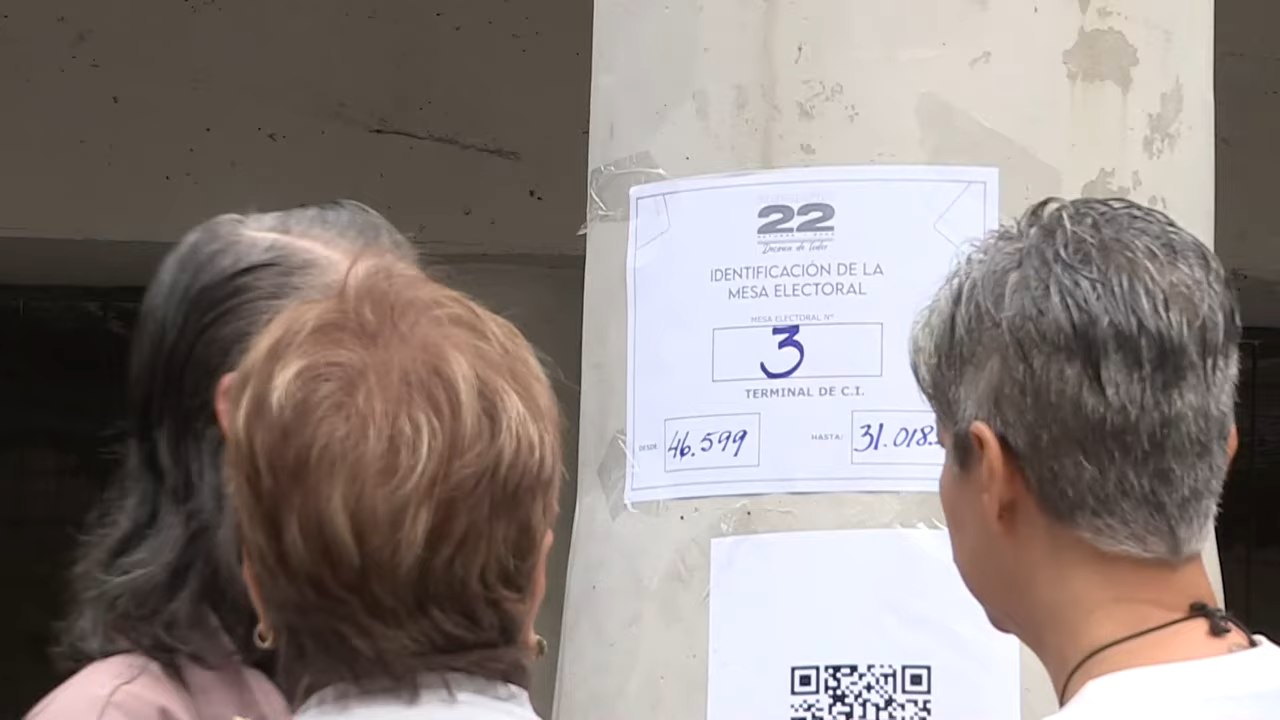 22
Decisión de Todos
IDENTIFICACIÓN DE LA
MESA ELECTORAL
MESA ELECTORAL N°
3
TERMINAL DE C.I.
DESDE: 46.599
HASTA: 31.018.